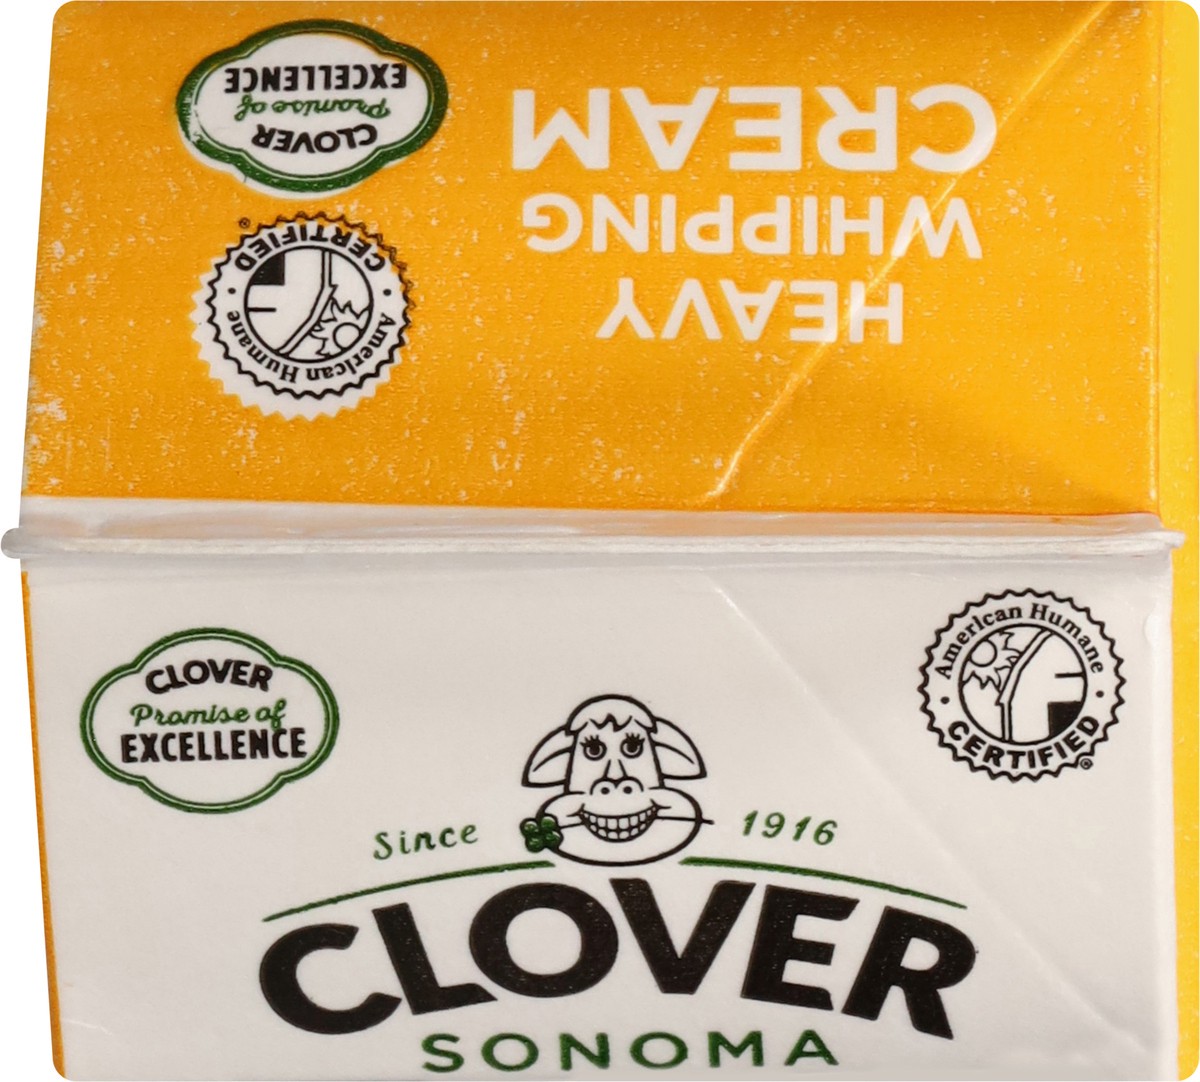 CLOVER
Promise of
EXCELLENCE
American Humane
CERTIFIED®
HEAVY
WHIPPING
CREAM
CLOVER
Promise of
EXCELLENCE
American Humane
CERTIFIED®
Since 1916
CLOVER
SONOMA